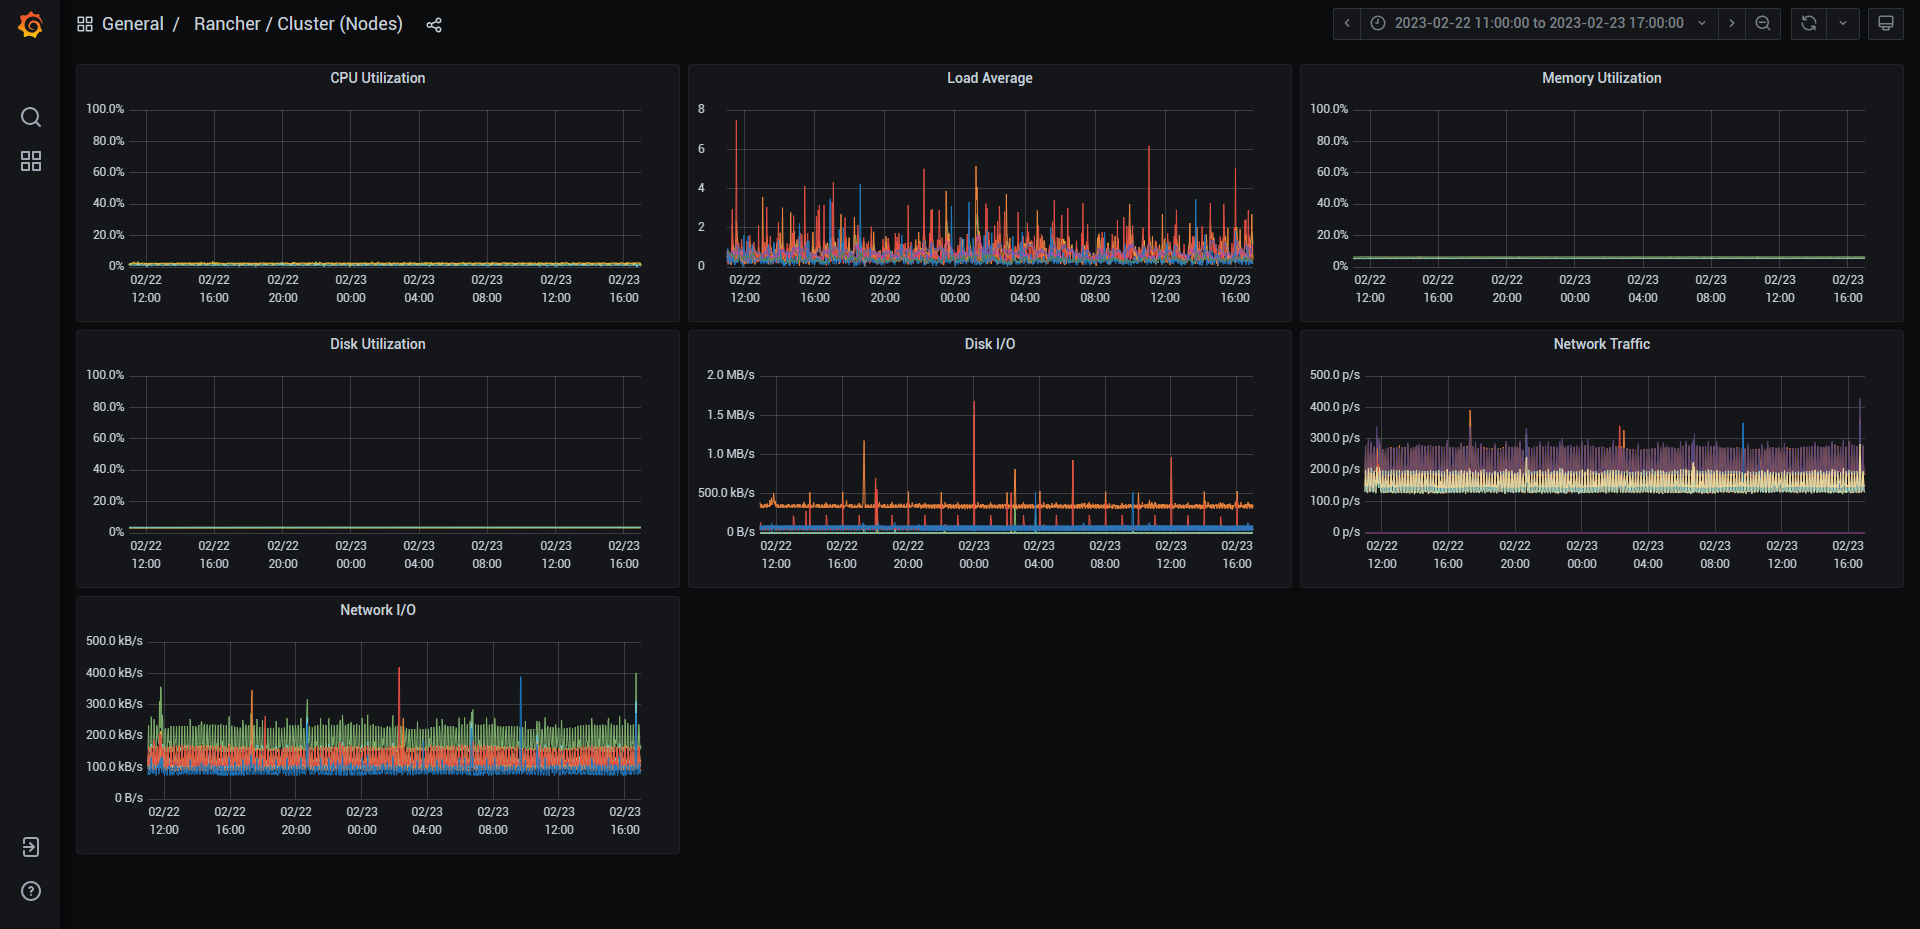 General / Rancher / Cluster (Nodes)
2023-02-22 11:00:00 to 2023-02-23 17:00:00
CPU Utilization
100.0%
80.0%
60.0%
40.0%
20.0%
0%
02/22 02/22 02/22 02/23 02/23 02/23 02/23 02/23
12:00 16:00 20:00 00:00 04:00 08:00 12:00 16:00
Load Average
8
6
4
2
0
02/22 02/22 02/22 02/23 02/23 02/23 02/23 02/23
12:00 16:00 20:00 00:00 04:00 08:00 12:00 16:00
Memory Utilization
100.0%
80.0%
60.0%
40.0%
20.0%
0%
02/22 02/22 02/22 02/23 02/23 02/23 02/23 02/23
12:00 16:00 20:00 00:00 04:00 08:00 12:00 16:00
Disk Utilization
100.0%
80.0%
60.0%
40.0%
20.0%
0%
02/22 02/22 02/22 02/23 02/23 02/23 02/23 02/23
12:00 16:00 20:00 00:00 04:00 08:00 12:00 16:00
Disk I/O
2.0 MB/s
1.5 MB/s
1.0 MB/s
500.0 kB/s
0 B/s
02/22 02/22 02/22 02/23 02/23 02/23 02/23 02/23
12:00 16:00 20:00 00:00 04:00 08:00 12:00 16:00
Network Traffic
500.0 p/s
400.0 p/s
300.0 p/s
200.0 p/s
100.0 p/s
0 p/s
02/22 02/22 02/22 02/23 02/23 02/23 02/23 02/23
12:00 16:00 20:00 00:00 04:00 08:00 12:00 16:00
Network I/O
500.0 kB/s
400.0 kB/s
300.0 kB/s
200.0 kB/s
100.0 kB/s
0 B/s
02/22 02/22 02/22 02/23 02/23 02/23 02/23 02/23
12:00 16:00 20:00 00:00 04:00 08:00 12:00 16:00